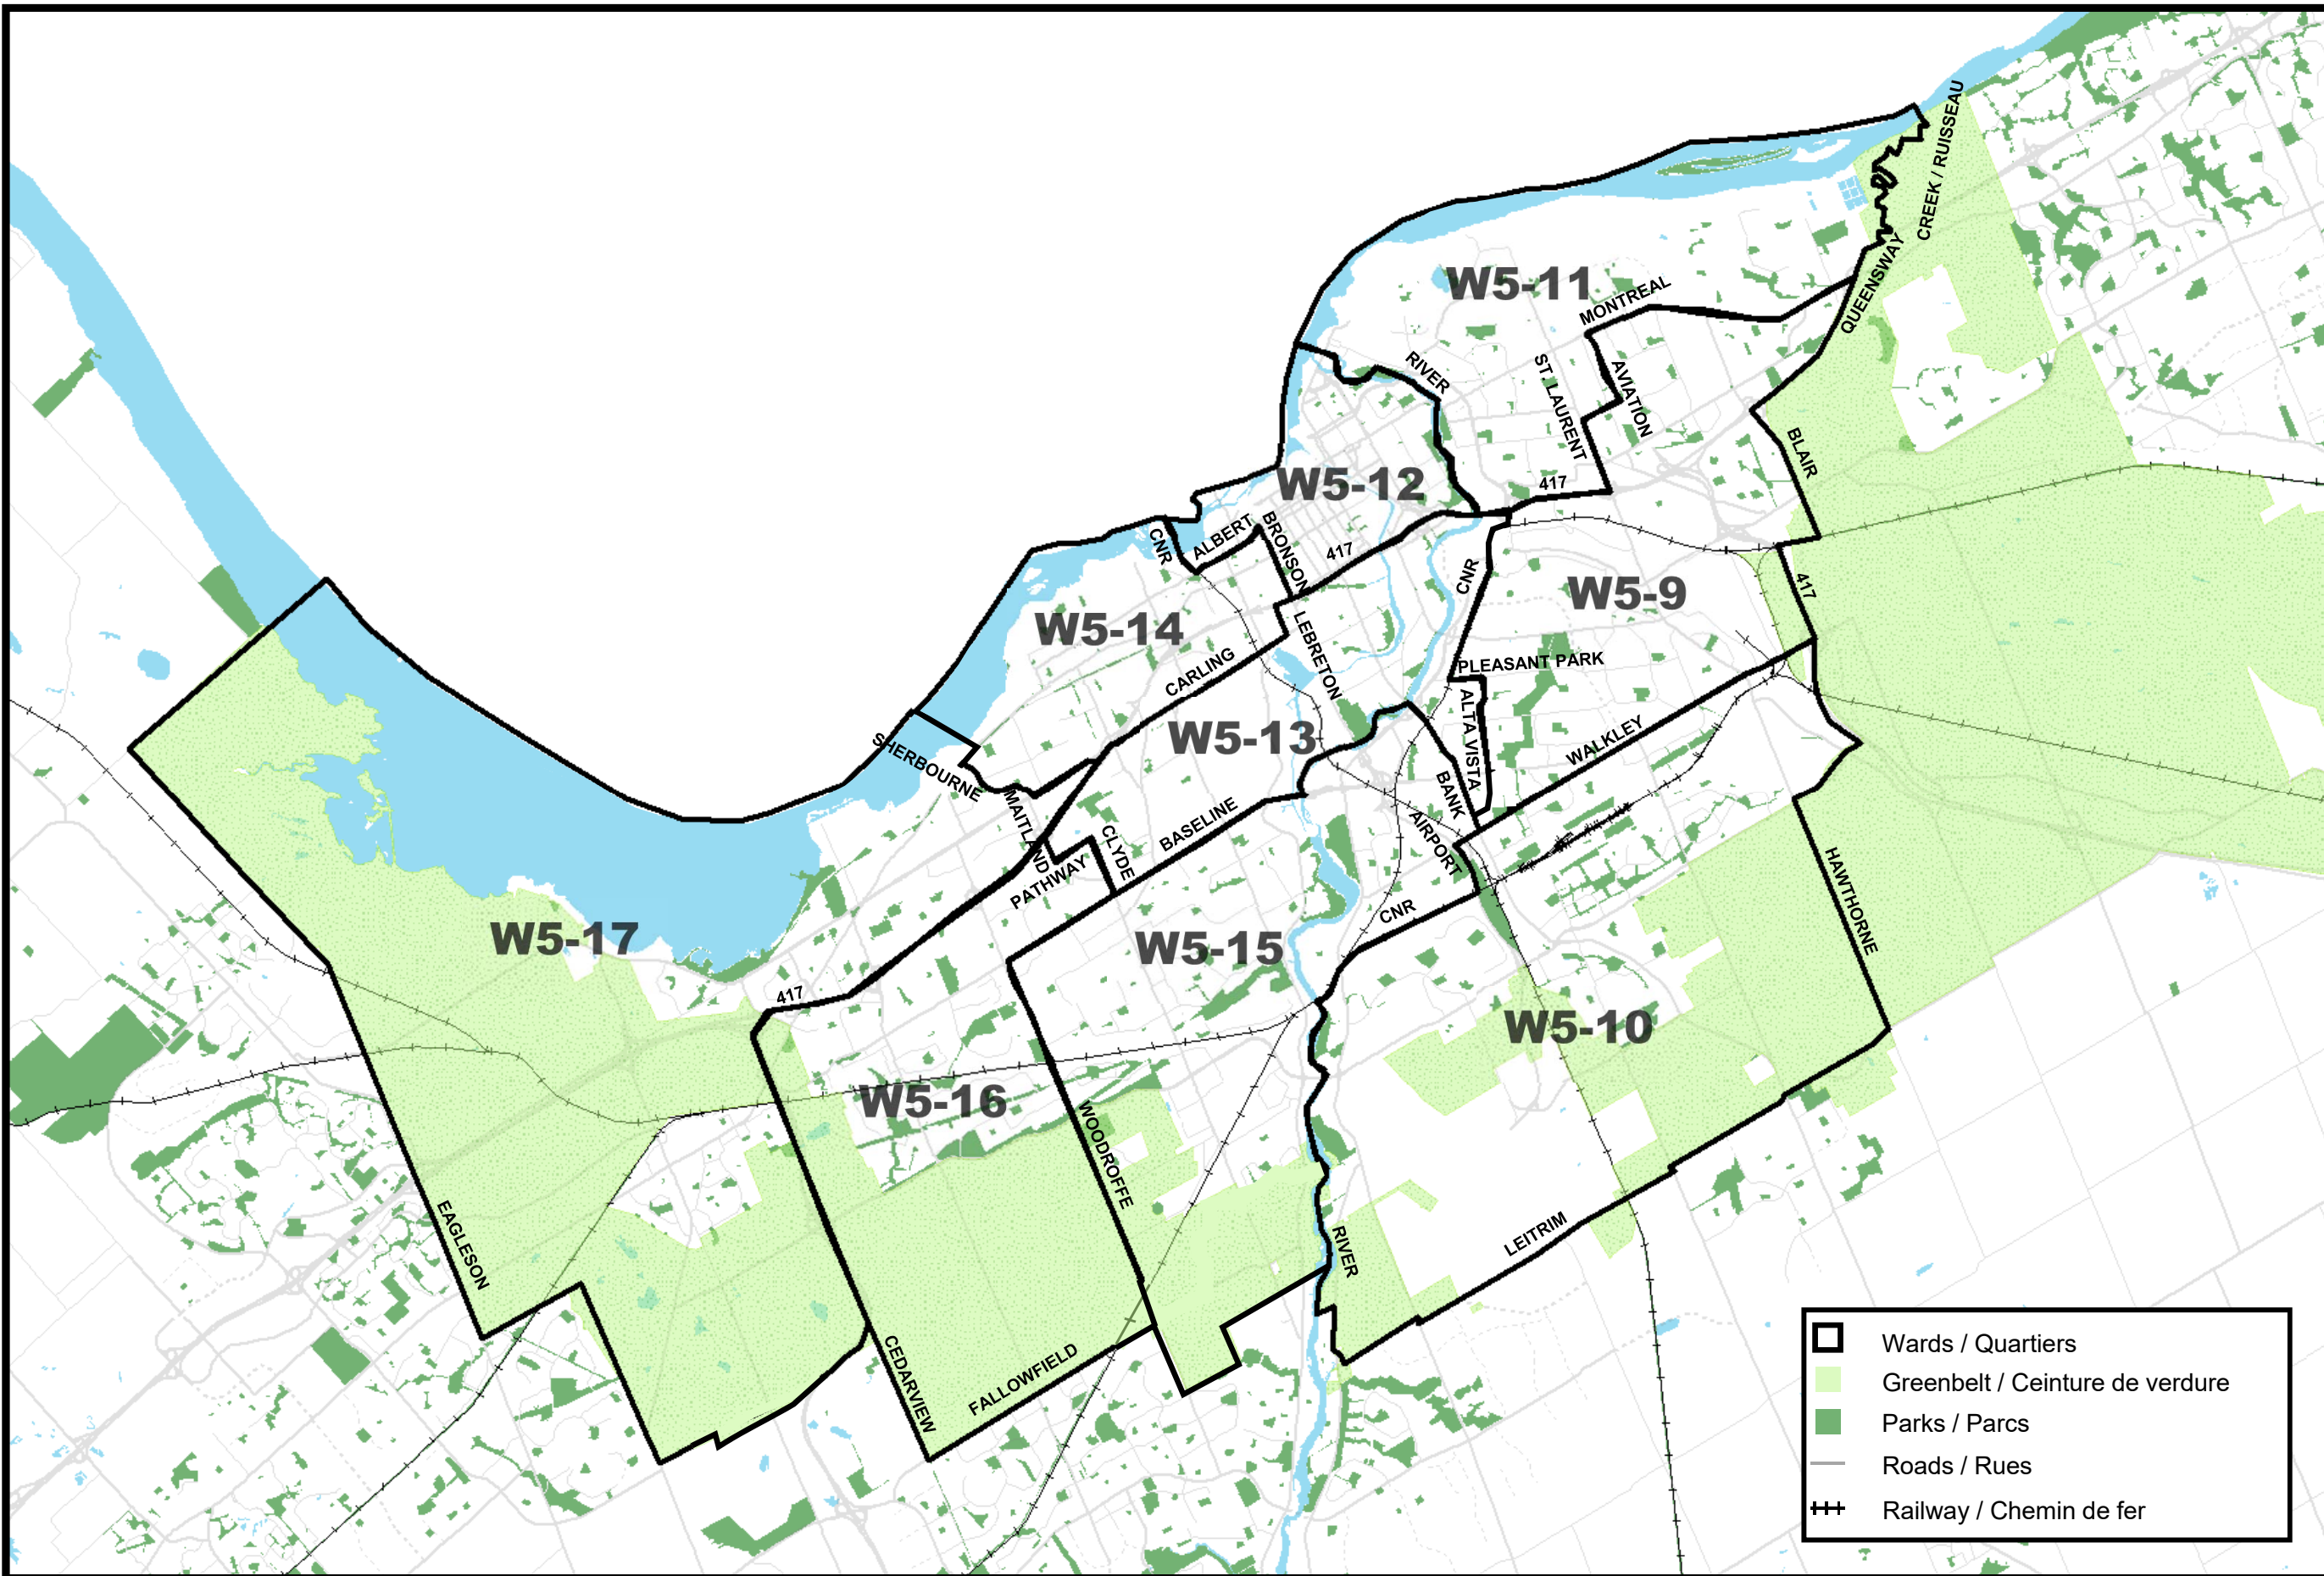 CREEK / RUISSEAU
QUEENSWAY
W5-11
MONTREAL
RIVER
ST. LAURENT
AVIATION
BLAIR
W5-12
417
CNR
ALBERT
BRONSON
417
CNR
W5-9
417
W5-14
LEBRETON
CARLING
PLEASANT PARK
ALTA VISTA
W5-13
WALKLEY
SHERBOURNE
MAITLAND
CLYDE
BASELINE
BANK
AIRPORT
PATHWAY
HAWTHORNE
CNR
W5-17
W5-15
417
W5-10
W5-16
WOODROFFE
EAGLESON
RIVER
LEITRIM
CEDARVIEW
FALLOWFIELD
Wards / Quartiers
Greenbelt / Ceinture de verdure
Parks / Parcs
Roads / Rues
Railway / Chemin de fer